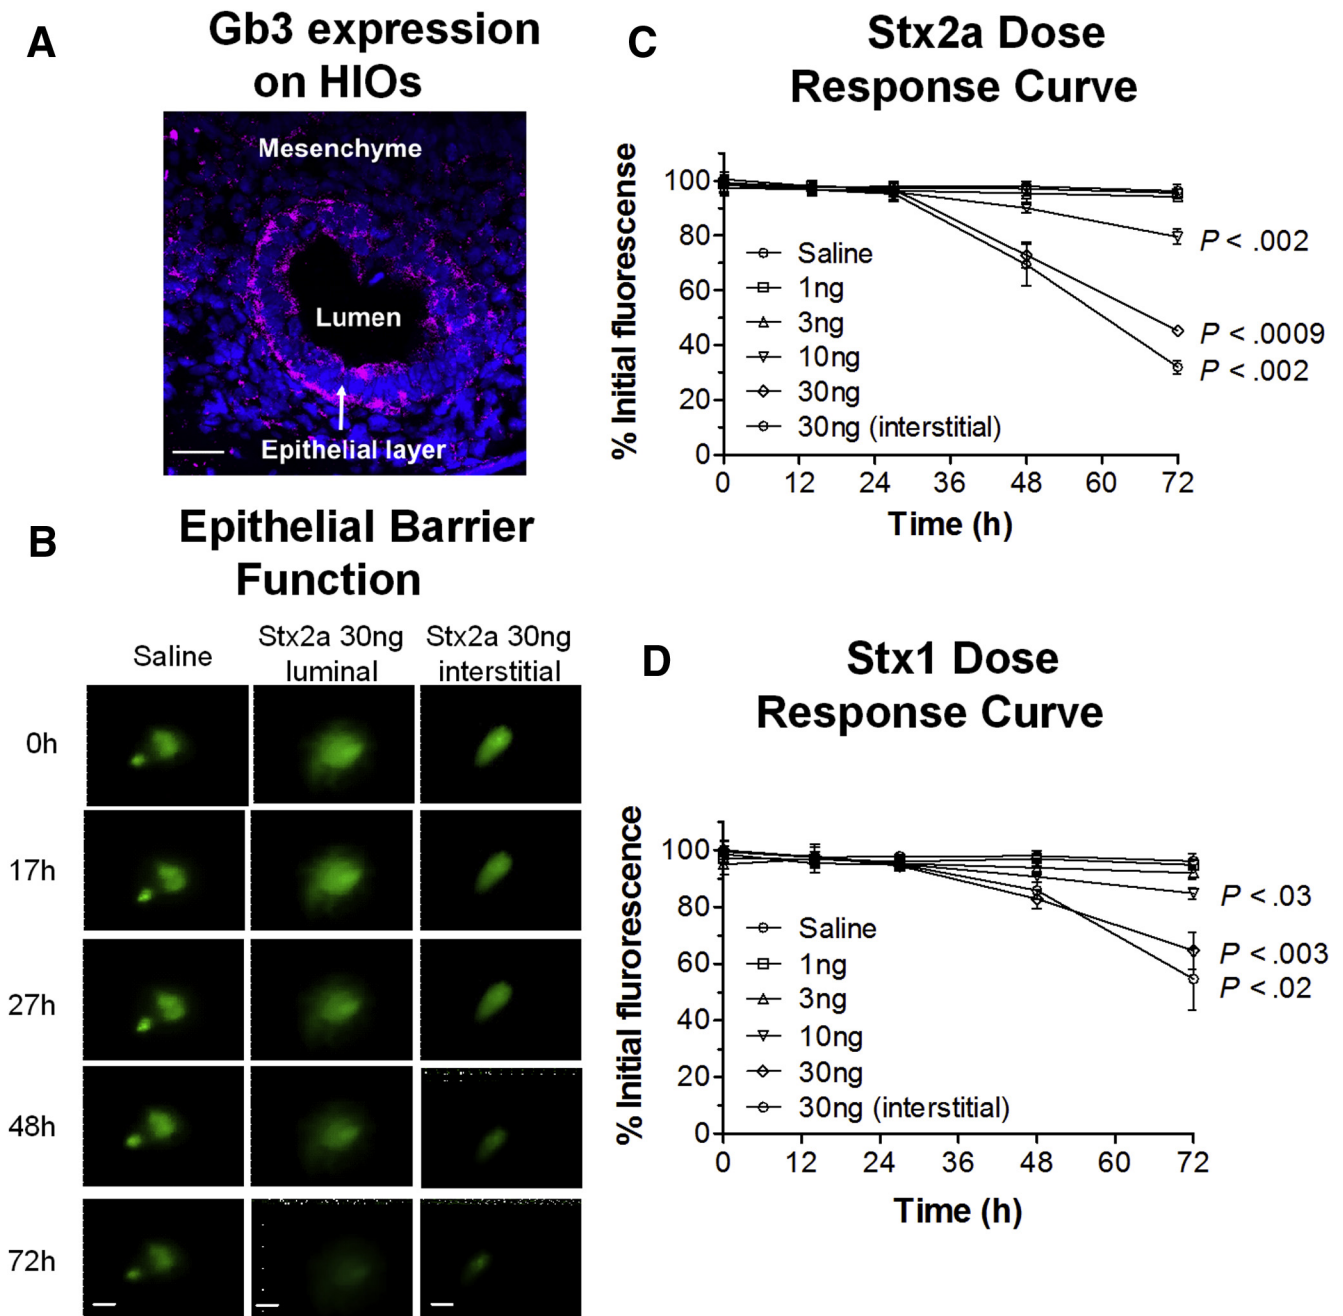 A
Gb3 expression
on HIOs
Mesenchyme
Lumen
Epithelial layer
B
Epithelial Barrier
Function
Saline
Stx2a 30ng
luminal
Stx2a 30ng
interstitial
0h
17h
27h
48h
72h
C
Stx2a Dose
Response Curve
% Initial fluorescense
100
80
60
40
20
0
Saline
1ng
3ng
10ng
30ng
30ng (interstitial)
P < .002
P < .0009
P < .002
0 12 24 36 48 60 72
Time (h)
D
Stx1 Dose
Response Curve
% Initial flurorescence
100
80
60
40
20
0
Saline
1ng
3ng
10ng
30ng
30ng (interstitial)
P < .03
P < .003
P < .02
0 12 24 36 48 60 72
Time (h)